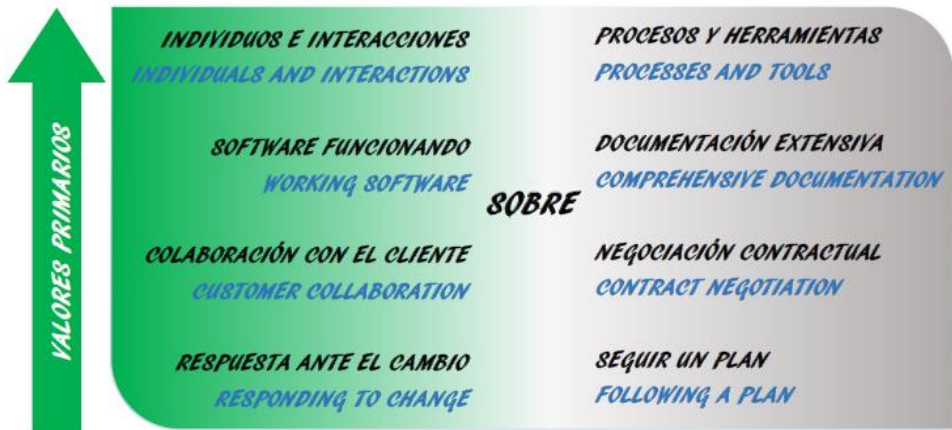 VALORES PRIMARIOS
INDIVIDUOS E INTERACCIONES
INDIVIDUALS AND INTERACTIONS
SOFTWARE FUNCIONANDO
WORKING SOFTWARE
COLABORACIÓN CON EL CLIENTE
CUSTOMER COLLABORATION
RESPUESTA ANTE EL CAMBIO
RESPONDING TO CHANGE
SOBRE
PROCESOS Y HERRAMIENTAS
PROCESSES AND TOOLS
DOCUMENTACIÓN EXTENSIVA
COMPREHENSIVE DOCUMENTATION
NEGOCIACIÓN CONTRACTUAL
CONTRACT NEGOTIATION
SEGUIR UN PLAN
FOLLOWING A PLAN